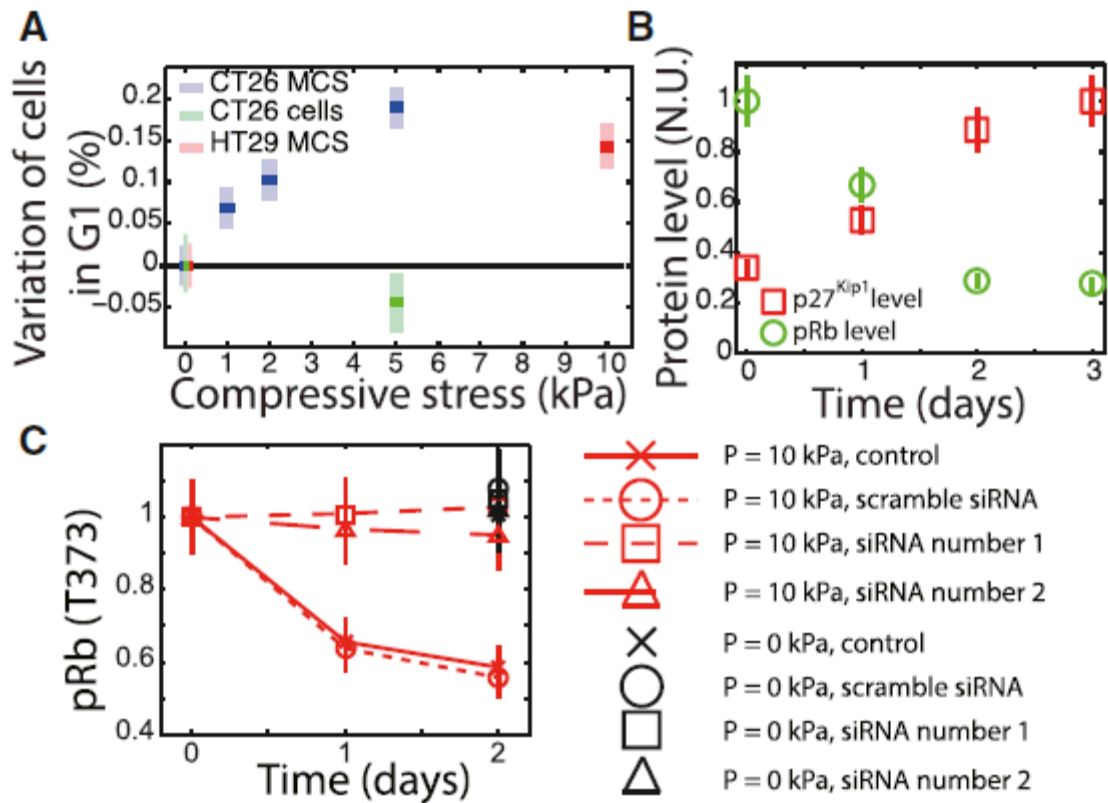 A
Variation of cells
in G1 (%)
0.2
0.15
0.1
0.05
0
−0.05
CT26 MCS
CT26 cells
HT29 MCS
0 1 2 3 4 5 6 7 8 9 10
Compressive stress (kPa)
B
Protein level (N.U.)
1
0.8
0.6
0.4
0.2
0
p27Kip1 level
pRb level
0 1 2 3
Time (days)
C
pRb (T373)
1
0.8
0.6
0.4
0 1 2
Time (days)
P = 10 kPa, control
P = 10 kPa, scramble siRNA
P = 10 kPa, siRNA number 1
P = 10 kPa, siRNA number 2
P = 0 kPa, control
P = 0 kPa, scramble siRNA
P = 0 kPa, siRNA number 1
P = 0 kPa, siRNA number 2